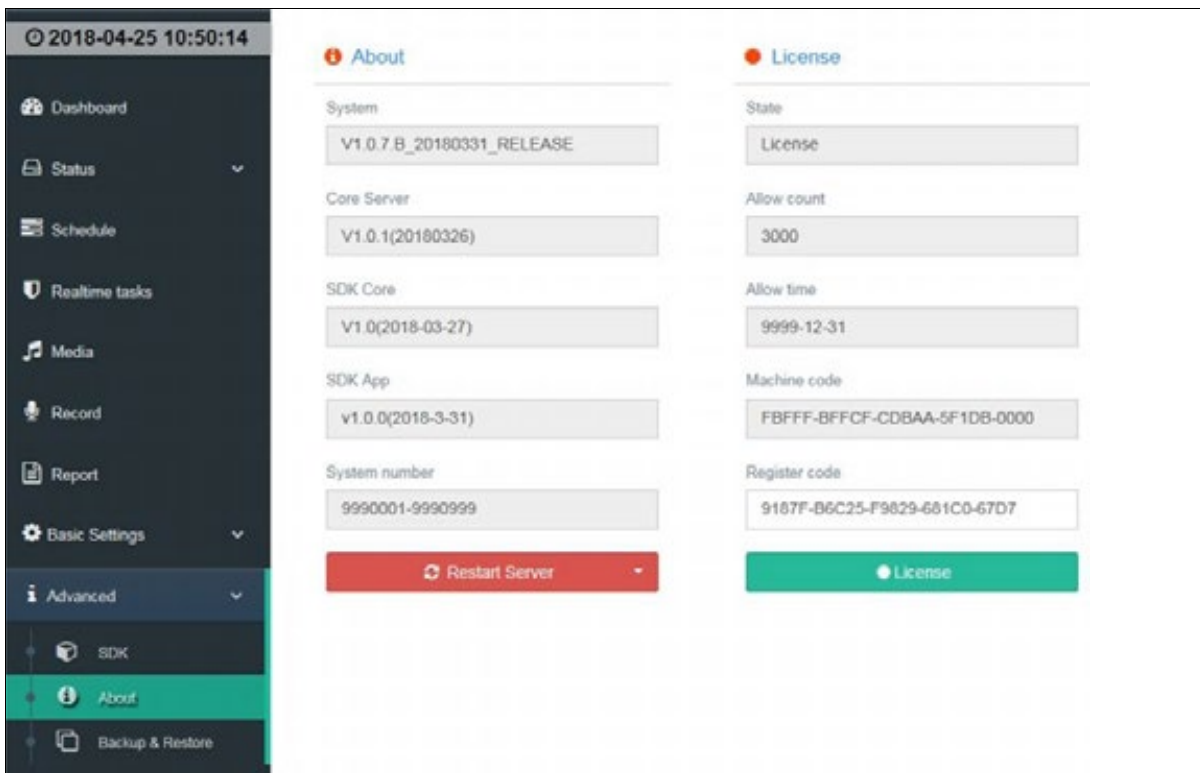 2018-04-25 10:50:14
Dashboard
Status
Schedule
Realtime tasks
Media
Record
Report
Basic Settings
Advanced
SDK
About
Backup & Restore
About
System
V1.0.7.B_20180331_RELEASE
Core Server
V1.0.1(20180326)
SDK Core
V1.0(2018-03-27)
SDK App
v1.0.0(2018-3-31)
System number
9990001-9990999
Restart Server
License
State
License
Allow count
3000
Allow time
9999-12-31
Machine code
FBFFF-BFFCF-CDBAA-5F1DB-0000
Register code
9187F-B6C25-F9829-681C0-67D7
License